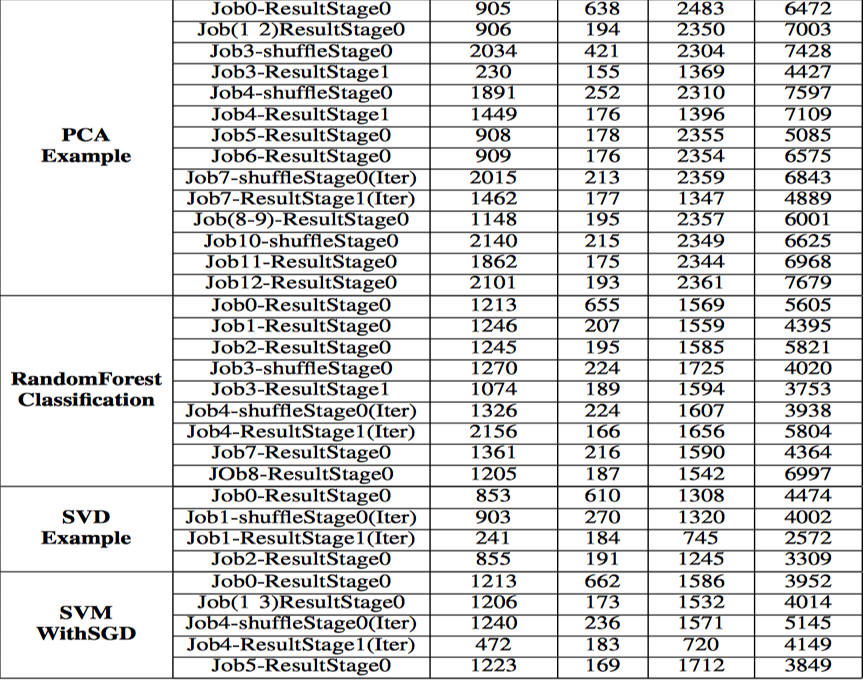 Job0-ResultStage0 905 638 2483 6472
Job(1 2)ResultStage0 906 194 2350 7003
Job3-shuffleStage0 2034 421 2304 7428
Job3-ResultStage1 230 155 1369 4427
Job4-shuffleStage0 1891 252 2310 7597
Job4-ResultStage1 1449 176 1396 7109
PCA Job5-ResultStage0 908 178 2355 5085
Example Job6-ResultStage0 909 176 2354 6575
Job7-shuffleStage0(Iter) 2015 213 2359 6843
Job7-ResultStage1(Iter) 1462 177 1347 4889
Job(8-9)-ResultStage0 1148 195 2357 6001
Job10-shuffleStage0 2140 215 2349 6625
Job11-ResultStage0 1862 175 2344 6968
Job12-ResultStage0 2101 193 2361 7679
Job0-ResultStage0 1213 655 1569 5605
Job1-ResultStage0 1246 207 1559 4395
Job2-ResultStage0 1245 195 1585 5821
Job3-shuffleStage0 1270 224 1725 4020
RandomForest Job3-ResultStage1 1074 189 1594 3753
Classification Job4-shuffleStage0(Iter) 1326 224 1607 3938
Job4-ResultStage1(Iter) 2156 166 1656 5804
Job7-ResultStage0 1361 216 1590 4364
JOb8-ResultStage0 1205 187 1542 6997
Job0-ResultStage0 853 610 1308 4474
SVD Job1-shuffleStage0(Iter) 903 270 1320 4002
Example Job1-ResultStage1(Iter) 241 184 745 2572
Job2-ResultStage0 855 191 1245 3309
Job0-ResultStage0 1213 662 1586 3952
SVM Job(1 3)ResultStage0 1206 173 1532 4014
WithSGD Job4-shuffleStage0(Iter) 1240 236 1571 5145
Job4-ResultStage1(Iter) 472 183 720 4149
Job5-ResultStage0 1223 169 1712 3849